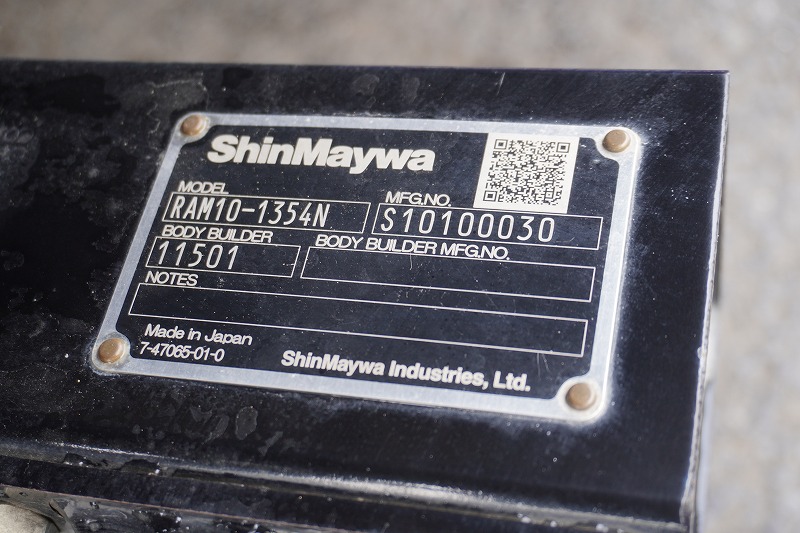 ShinMaywa
MODEL
RAM10-1354N
MFG.NO.
S10100030
BODY BUILDER
11501
BODY BUILDER MFG.NO.
NOTES
Made in Japan
7-47065-01-0
ShinMaywa Industries, Ltd.